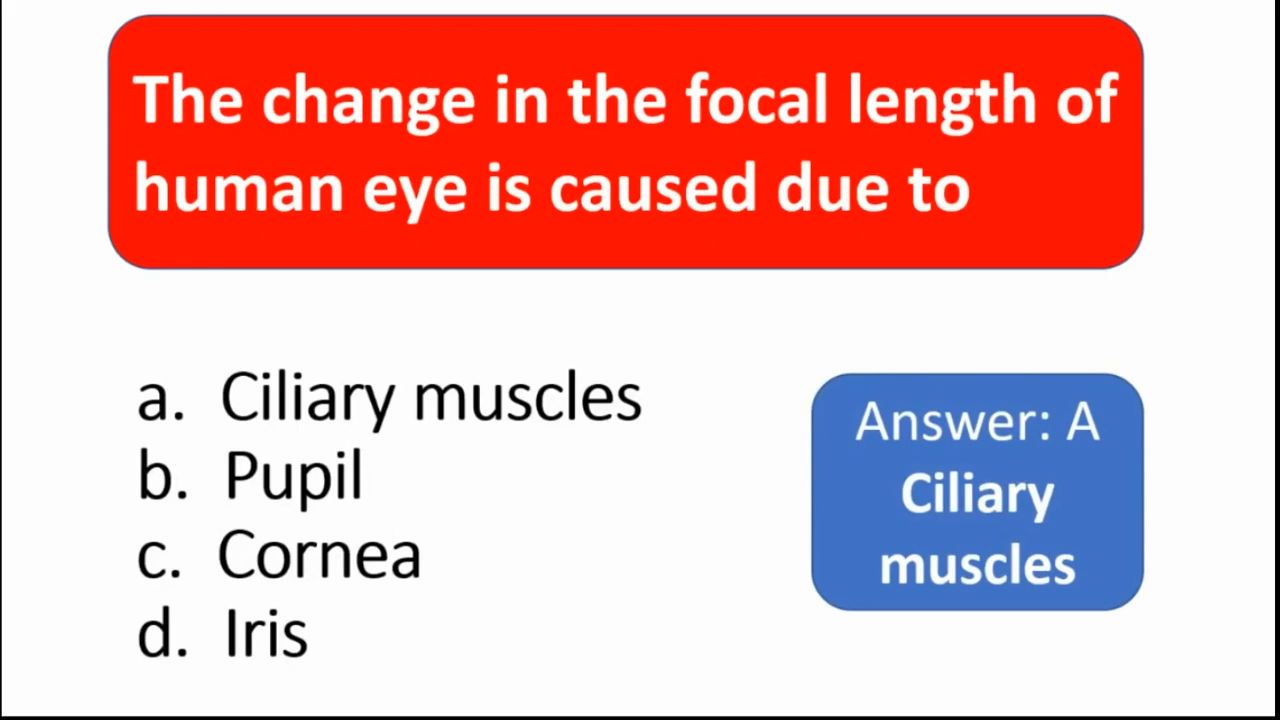 The change in the focal length of
human eye is caused due to
a. Ciliary muscles
b. Pupil
c. Cornea
d. Iris
Answer: A
Ciliary
muscles